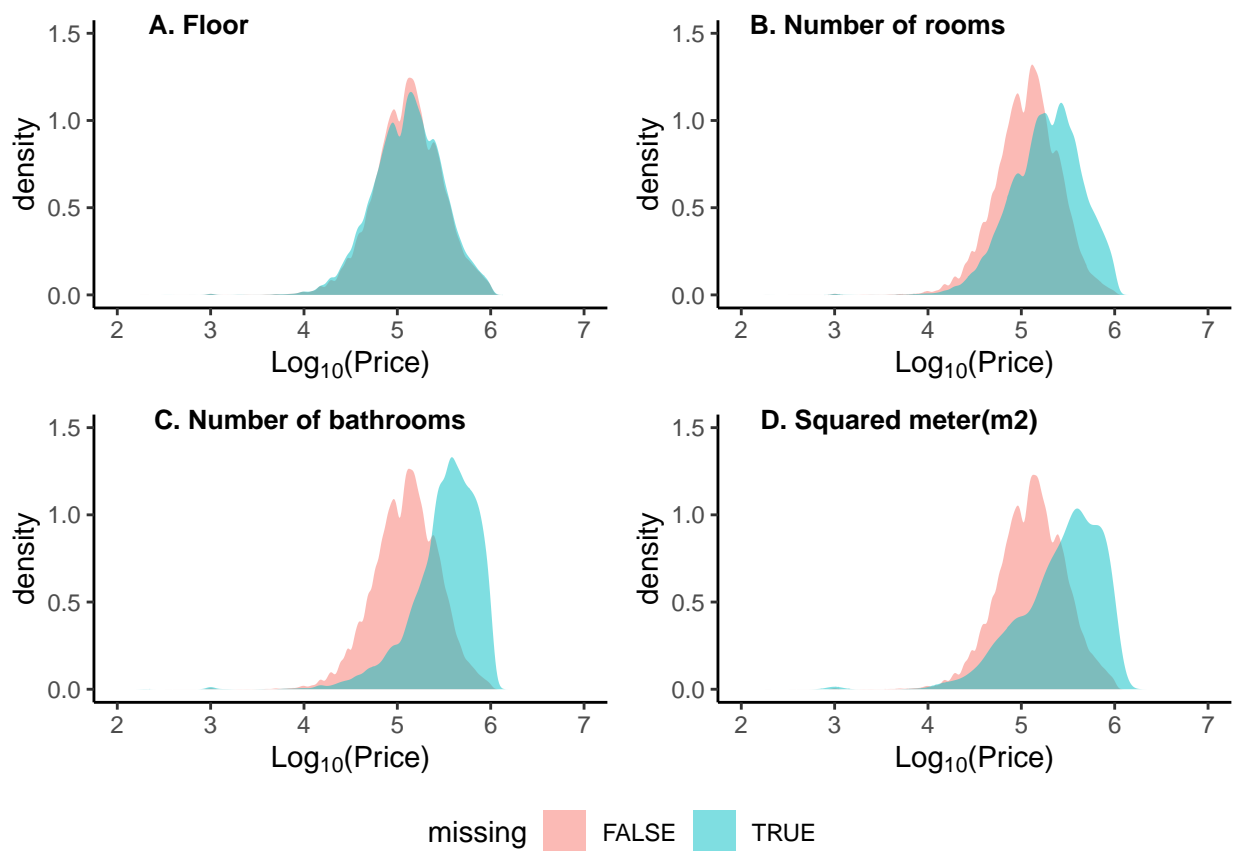 A. Floor
1.5
1.0
0.5
0.0
density
2 3 4 5 6 7
Log10(Price)
B. Number of rooms
1.5
1.0
0.5
0.0
density
2 3 4 5 6 7
Log10(Price)
C. Number of bathrooms
1.5
1.0
0.5
0.0
density
2 3 4 5 6 7
Log10(Price)
D. Squared meter(m2)
1.5
1.0
0.5
0.0
density
2 3 4 5 6 7
Log10(Price)
missing FALSE TRUE